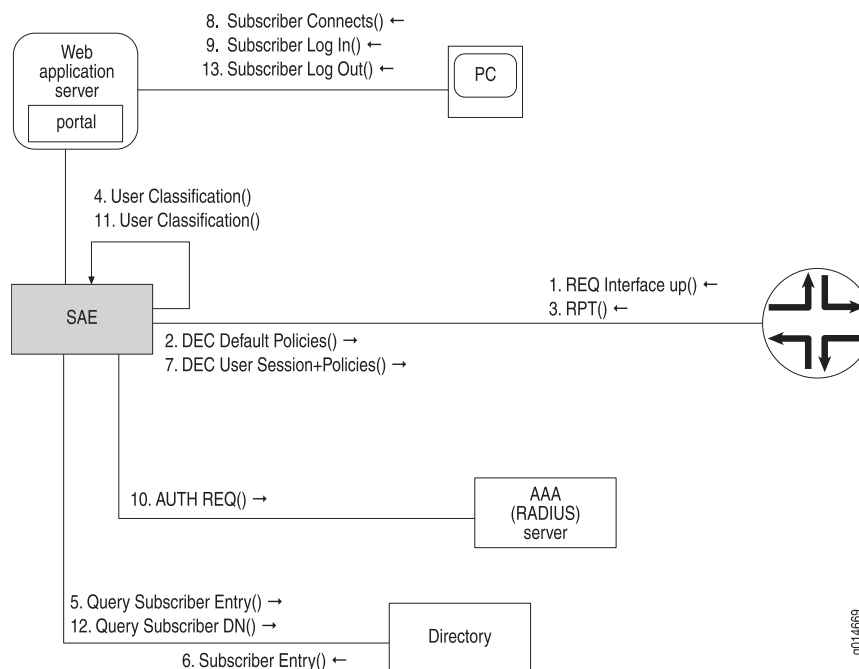 8. Subscriber Connects() ←
9. Subscriber Log In() ←
13. Subscriber Log Out() ←
Web
application
server
portal
PC
4. User Classification()
11. User Classification()
SAE
1. REQ Interface up() ←
3. RPT() ←
2. DEC Default Policies() →
7. DEC User Session+Policies() →
10. AUTH REQ() →
AAA
(RADIUS)
server
5. Query Subscriber Entry() →
12. Query Subscriber DN() →
6. Subscriber Entry() ←
Directory
g014669